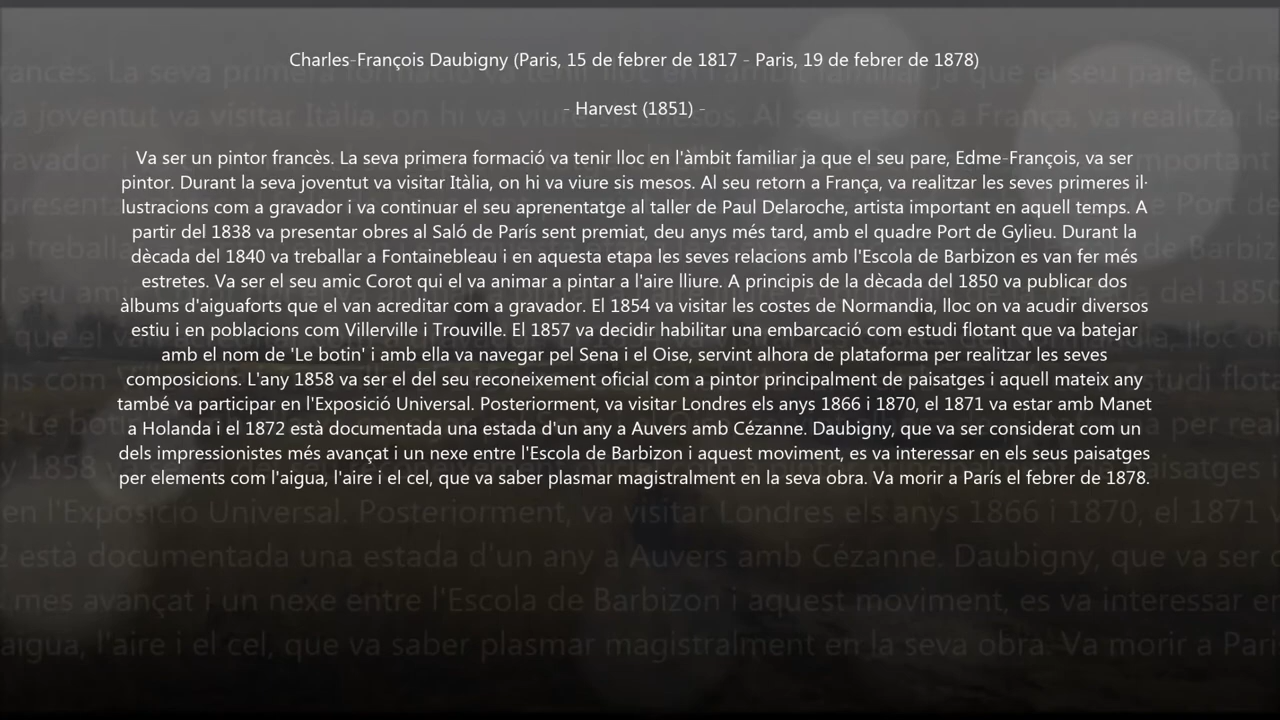 Charles-François Daubigny (Paris, 15 de febrer de 1817 - Paris, 19 de febrer de 1878)
- Harvest (1851) -
Va ser un pintor francès. La seva primera formació va tenir lloc en l'àmbit familiar ja que el seu pare, Edme-François, va ser
pintor. Durant la seva joventut va visitar Itàlia, on hi va viure sis mesos. Al seu retorn a França, va realitzar les seves primeres il·
lustracions com a gravador i va continuar el seu aprenentatge al taller de Paul Delaroche, artista important en aquell temps. A
partir del 1838 va presentar obres al Saló de París sent premiat, deu anys més tard, amb el quadre Port de Gylieu. Durant la
dècada del 1840 va treballar a Fontainebleau i en aquesta etapa les seves relacions amb l'Escola de Barbizon es van fer més
estretes. Va ser el seu amic Corot qui el va animar a pintar a l'aire lliure. A principis de la dècada del 1850 va publicar dos
àlbums d'aiguaforts que el van acreditar com a gravador. El 1854 va visitar les costes de Normandia, lloc on va acudir diversos
estiu i en poblacions com Villerville i Trouville. El 1857 va decidir habilitar una embarcació com estudi flotant que va batejar
amb el nom de 'Le botin' i amb ella va navegar pel Sena i el Oise, servint alhora de plataforma per realitzar les seves
composicions. L'any 1858 va ser el del seu reconeixement oficial com a pintor principalment de paisatges i aquell mateix any
també va participar en l'Exposició Universal. Posteriorment, va visitar Londres els anys 1866 i 1870, el 1871 va estar amb Manet
a Holanda i el 1872 està documentada una estada d'un any a Auvers amb Cézanne. Daubigny, que va ser considerat com un
dels impressionistes més avançat i un nexe entre l'Escola de Barbizon i aquest moviment, es va interessar en els seus paisatges
per elements com l'aigua, l'aire i el cel, que va saber plasmar magistralment en la seva obra. Va morir a París el febrer de 1878.